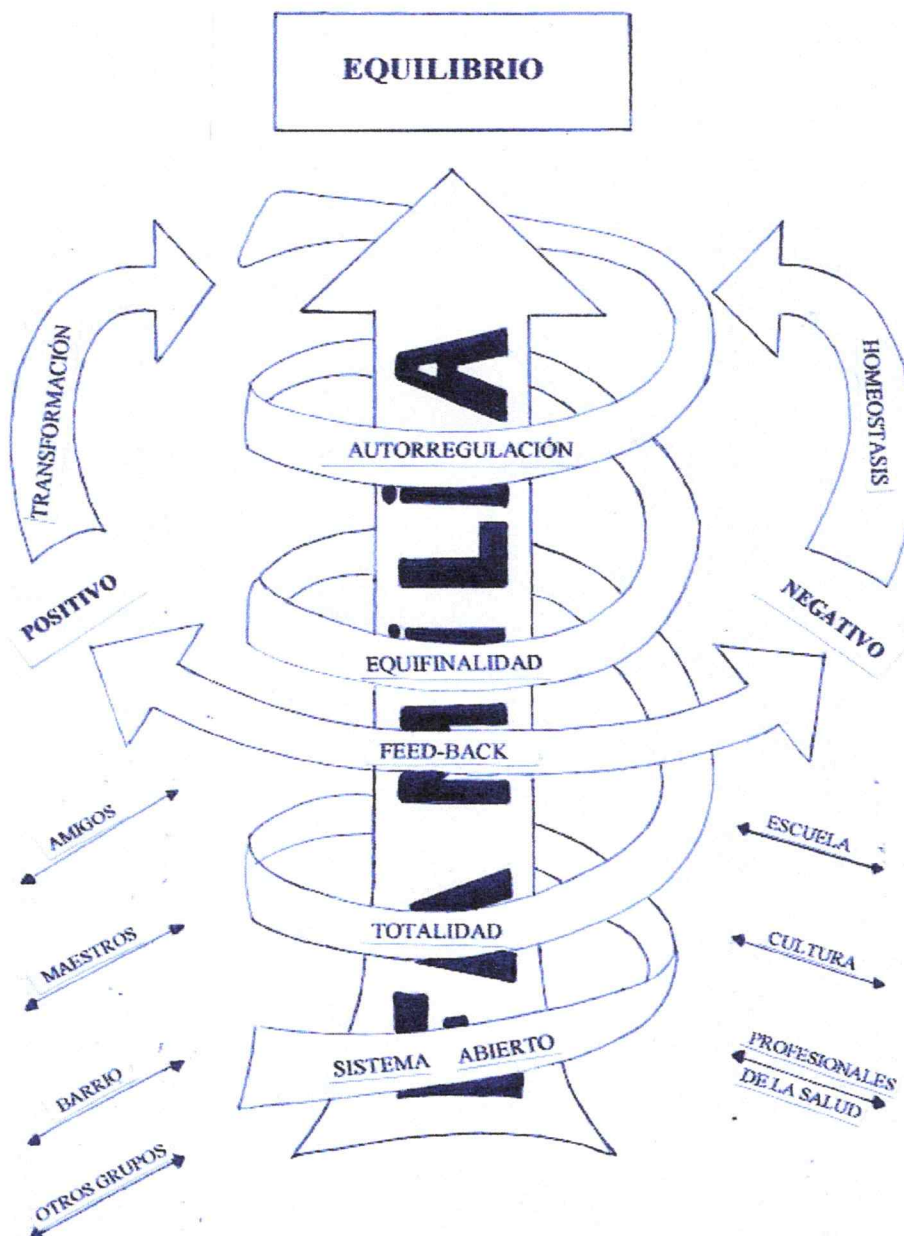 EQUILIBRIO
TRANSFORMACIÓN
HOMEOSTASIS
AUTORREGULACIÓN
POSITIVO
NEGATIVO
EQUIFINALIDAD
FEED-BACK
FAMiLiA
AMIGOS
ESCUELA
TOTALIDAD
MAESTROS
CULTURA
SISTEMA ABIERTO
BARRIO
PROFESIONALES
DE LA SALUD
OTROS GRUPOS